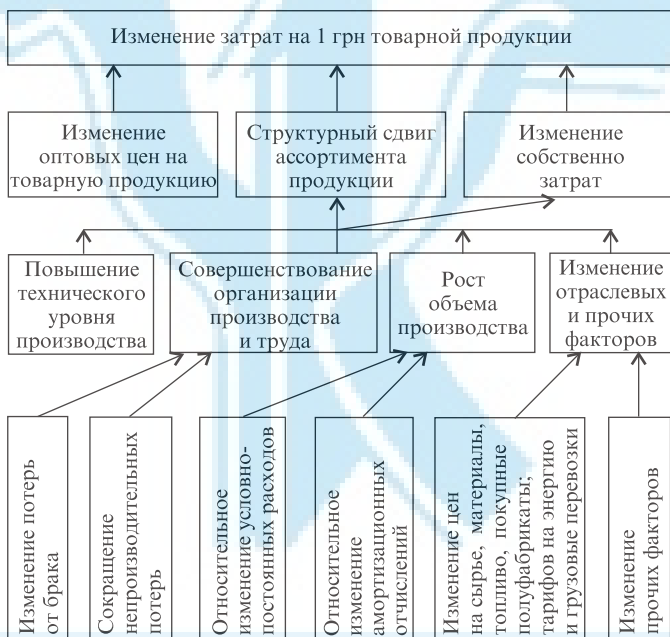 Изменение затрат на 1 грн товарной продукции
Изменение
оптовых цен на
товарную продукцию
Структурный сдвиг
ассортимента
продукции
Изменение
собственно
затрат
Повышение
технического
уровня
производства
Совершенствование
организации
производства
и труда
Рост
объема
производства
Изменение
отраслевых
и прочих
факторов
Изменение потерь
от брака
Сокращение
непроизводительных
потерь
Относительное
изменение условно-
постоянных расходов
Относительное
изменение
амортизационных
отчислений
Изменение цен
на сырье, материалы,
топливо, покупные
полуфабрикаты;
тарифов на энергию
и грузовые перевозки
Изменение
прочих факторов